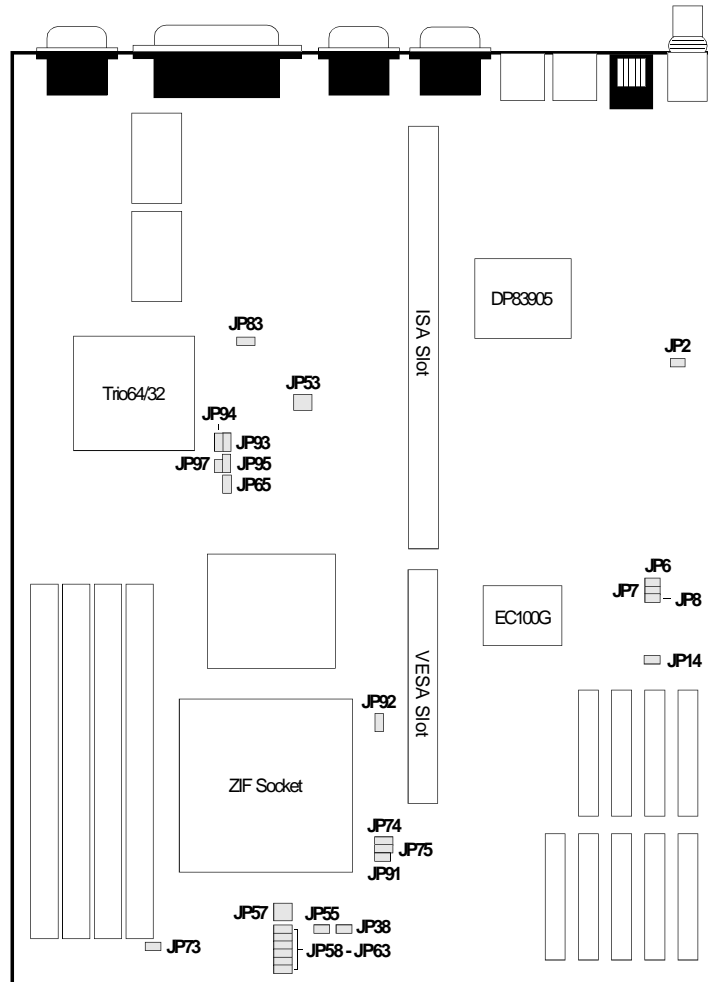 DP83905
ISA Slot
JP83
JP2
JP53
Trio64/32
JP94
JP93
JP97
JP95
JP65
JP6
JP7
JP8
EC100G
JP14
VESA Slot
JP92
ZIF Socket
JP74
JP75
JP91
JP57
JP55
JP38
JP73
JP58 - JP63